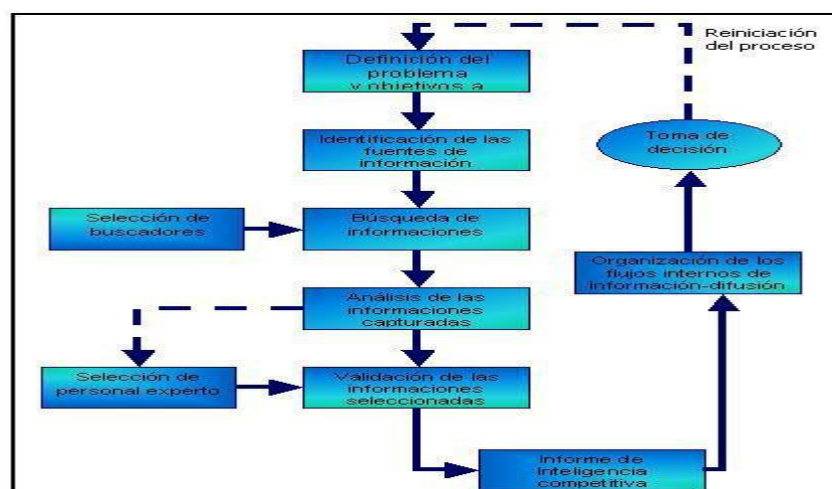 Reiniciación
del proceso
Definición del
problema
y objetivos a
Identificación de las
fuentes de
información
Toma de
decisión
Selección de
buscadores
Búsqueda de
informaciones
Organización de los
flujos internos de
información-difusión
Análisis de las
informaciones
capturadas
Selección de
personal experto
Validación de las
informaciones
seleccionadas
Informe de
Inteligencia
competitiva